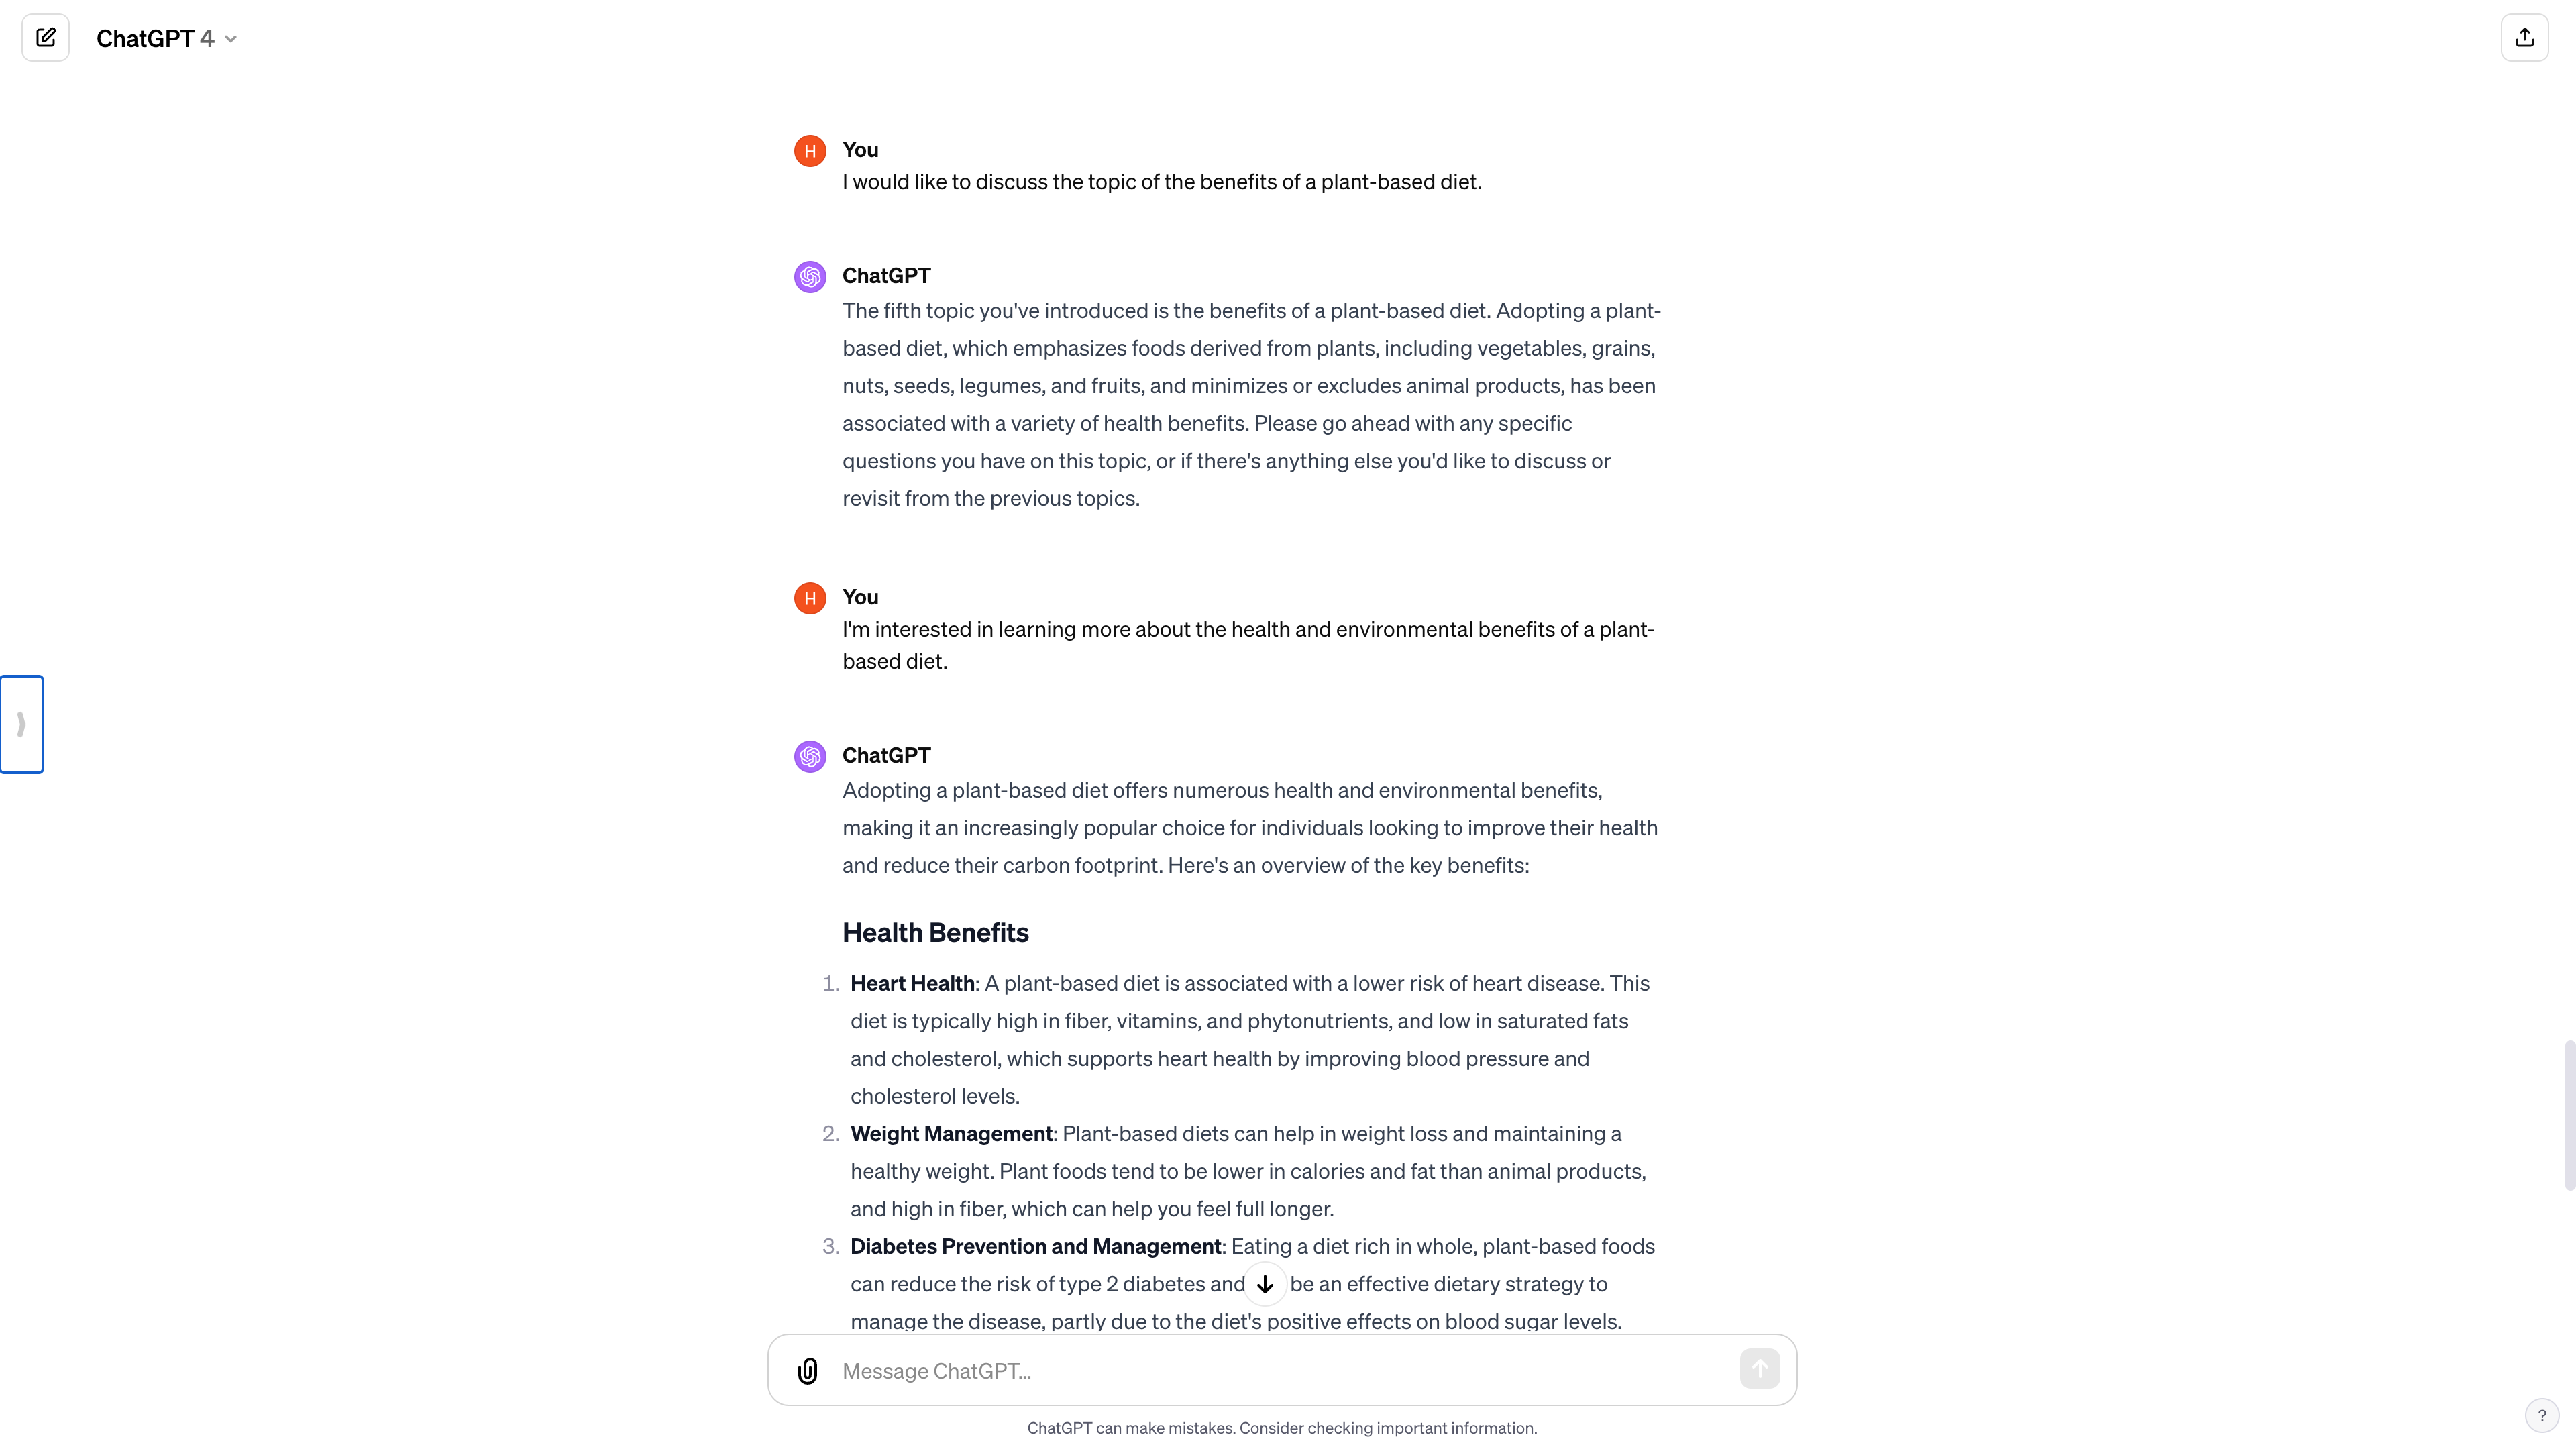 ChatGPT 4
H
You
I would like to discuss the topic of the benefits of a plant-based diet.
ChatGPT
The fifth topic you've introduced is the benefits of a plant-based diet. Adopting a plant-
based diet, which emphasizes foods derived from plants, including vegetables, grains,
nuts, seeds, legumes, and fruits, and minimizes or excludes animal products, has been
associated with a variety of health benefits. Please go ahead with any specific
questions you have on this topic, or if there's anything else you'd like to discuss or
revisit from the previous topics.
H
You
I'm interested in learning more about the health and environmental benefits of a plant-
based diet.
ChatGPT
Adopting a plant-based diet offers numerous health and environmental benefits,
making it an increasingly popular choice for individuals looking to improve their health
and reduce their carbon footprint. Here's an overview of the key benefits:
Health Benefits
1. Heart Health: A plant-based diet is associated with a lower risk of heart disease. This
diet is typically high in fiber, vitamins, and phytonutrients, and low in saturated fats
and cholesterol, which supports heart health by improving blood pressure and
cholesterol levels.
2. Weight Management: Plant-based diets can help in weight loss and maintaining a
healthy weight. Plant foods tend to be lower in calories and fat than animal products,
and high in fiber, which can help you feel full longer.
3. Diabetes Prevention and Management: Eating a diet rich in whole, plant-based foods
can reduce the risk of type 2 diabetes and be an effective dietary strategy to
manage the disease, partly due to the diet's positive effects on blood sugar levels.
Message ChatGPT...
ChatGPT can make mistakes. Consider checking important information.
?